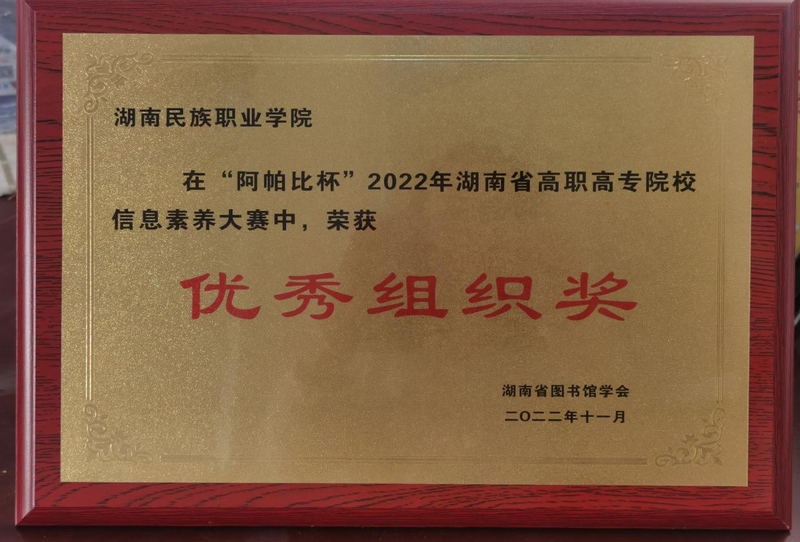 湖南民族职业学院
在“阿帕比杯”2022年湖南省高职高专院校
信息素养大赛中，荣获
优秀组织奖
湖南省图书馆学会
二〇二二年十一月